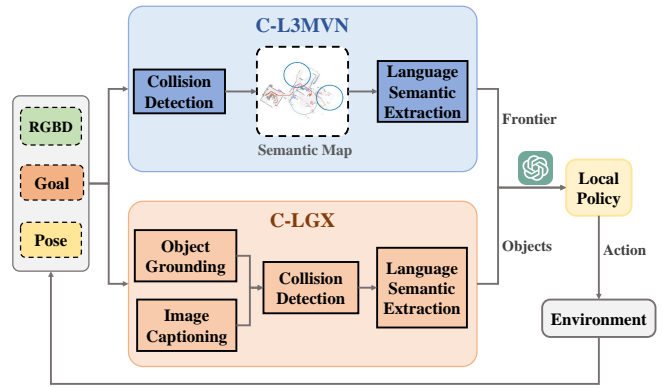 C-L3MVN
Collision
Detection
Semantic Map
Language
Semantic
Extraction
RGBD
Goal
Pose
Frontier
Local
Policy
C-LGX
Object
Grounding
Image
Captioning
Collision
Detection
Language
Semantic
Extraction
Objects
Action
Environment